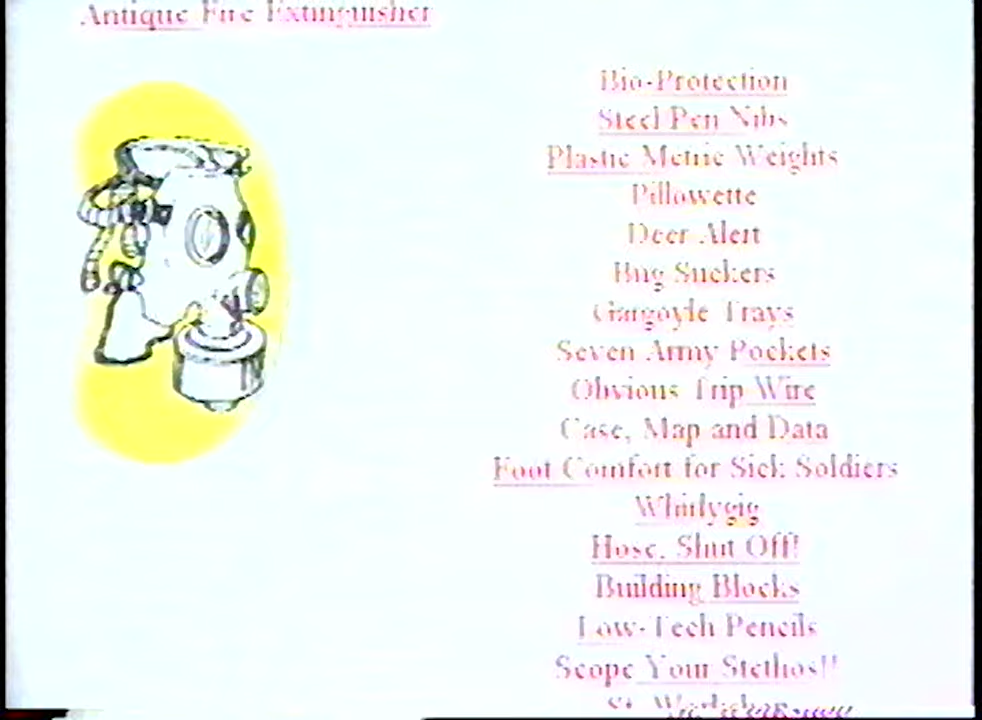 Antique Fire Extinguisher
Bio-Protection
Steel Pen Nibs
Plastic Metric Weights
Pillowette
Deer Alert
Bug Suckers
Gargoyle Trays
Seven Army Pockets
Obvious Trip Wire
Case, Map and Data
Foot Comfort for Sick Soldiers
Whirlygig
Hose, Shut Off!
Building Blocks
Low-Tech Pencils
Scope Your Stethos!!